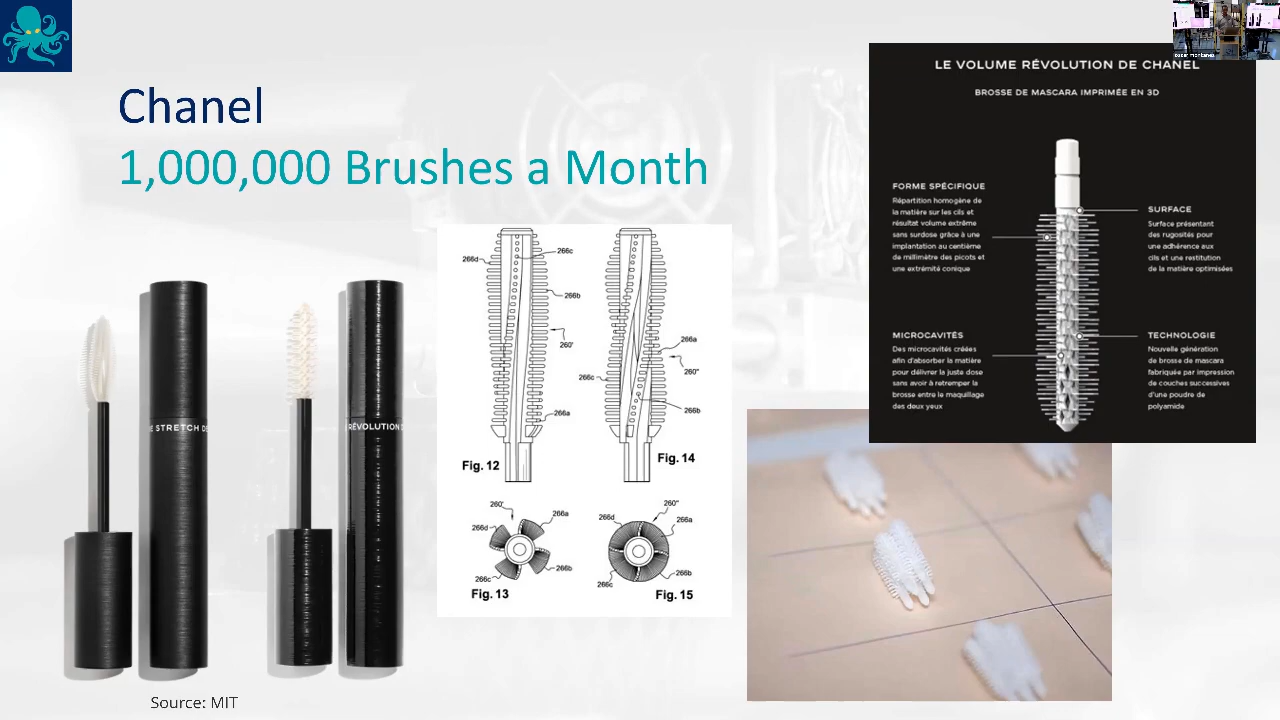 Chanel
1,000,000 Brushes a Month
LE VOLUME RÉVOLUTION DE CHANEL
BROSSE DE MASCARA IMPRIMÉE EN 3D
FORME SPÉCIFIQUE
Répartition homogène de
la matière sur les cils et
résultat volume extrême
sans surdose grâce à une
implantation au centième
de millimètre des picots et
une extrémité conique
SURFACE
Surface présentant
des rugosités pour
une adhérence aux
cils et une restitution
de la matière optimisées
MICROCAVITÉS
Des microcavités créées
afin d'absorber la matière
pour délivrer la juste dose
sans avoir à retremper la
brosse entre le maquillage
des deux yeux
TECHNOLOGIE
Nouvelle génération
de brosse de mascara
fabriquée par impression
de couches successives
d'une poudre de
polyamide
266d
266c
266b
260'
266a
Fig. 12
266a
260"
266c
266b
Fig. 14
260'
266d
266a
266b
266c
Fig. 13
260"
266d
266a
266b
266c
Fig. 15
E STRETCH DE
RÉVOLUTION D
Source: MIT